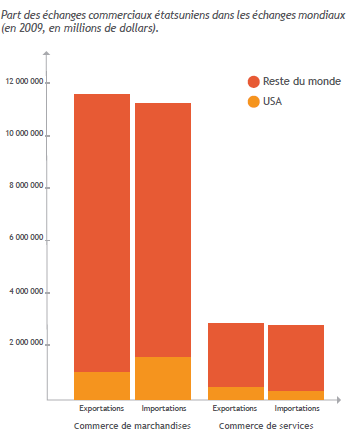 Part des échanges commerciaux étatsuniens dans les échanges mondiaux
(en 2009, en millions de dollars).
12 000 000
10 000 000
8 000 000
6 000 000
4 000 000
2 000 000
Reste du monde
USA
Exportations Importations Exportations Importations
Commerce de marchandises Commerce de services